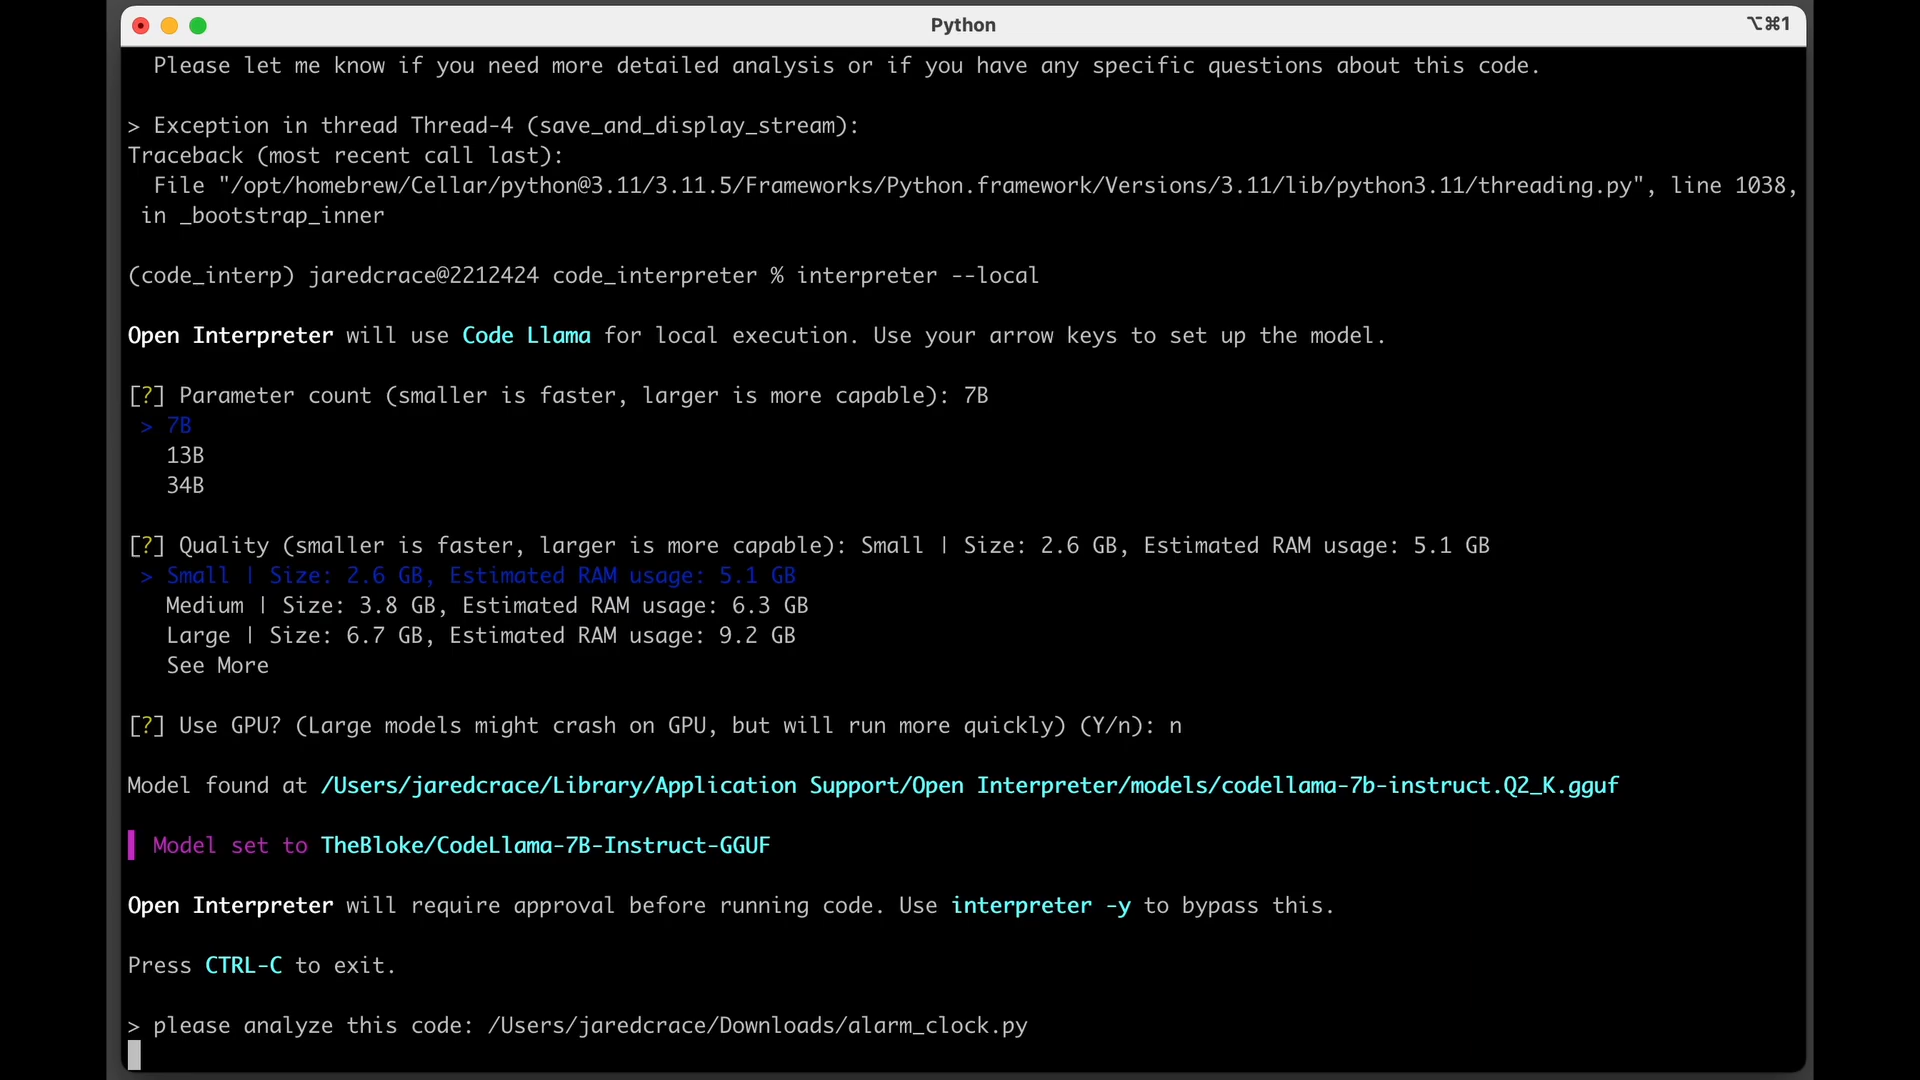 Python
⌥⌘1
Please let me know if you need more detailed analysis or if you have any specific questions about this code.
> Exception in thread Thread-4 (save_and_display_stream):
Traceback (most recent call last):
File "/opt/homebrew/Cellar/python@3.11/3.11.5/Frameworks/Python.framework/Versions/3.11/lib/python3.11/threading.py", line 1038,
in _bootstrap_inner
(code_interp) jaredcrace@2212424 code_interpreter % interpreter --local
Open Interpreter will use Code Llama for local execution. Use your arrow keys to set up the model.
[?] Parameter count (smaller is faster, larger is more capable): 7B
> 7B
13B
34B
[?] Quality (smaller is faster, larger is more capable): Small | Size: 2.6 GB, Estimated RAM usage: 5.1 GB
> Small | Size: 2.6 GB, Estimated RAM usage: 5.1 GB
Medium | Size: 3.8 GB, Estimated RAM usage: 6.3 GB
Large | Size: 6.7 GB, Estimated RAM usage: 9.2 GB
See More
[?] Use GPU? (Large models might crash on GPU, but will run more quickly) (Y/n): n
Model found at /Users/jaredcrace/Library/Application Support/Open Interpreter/models/codellama-7b-instruct.Q2_K.gguf
Model set to TheBloke/CodeLlama-7B-Instruct-GGUF
Open Interpreter will require approval before running code. Use interpreter -y to bypass this.
Press CTRL-C to exit.
> please analyze this code: /Users/jaredcrace/Downloads/alarm_clock.py